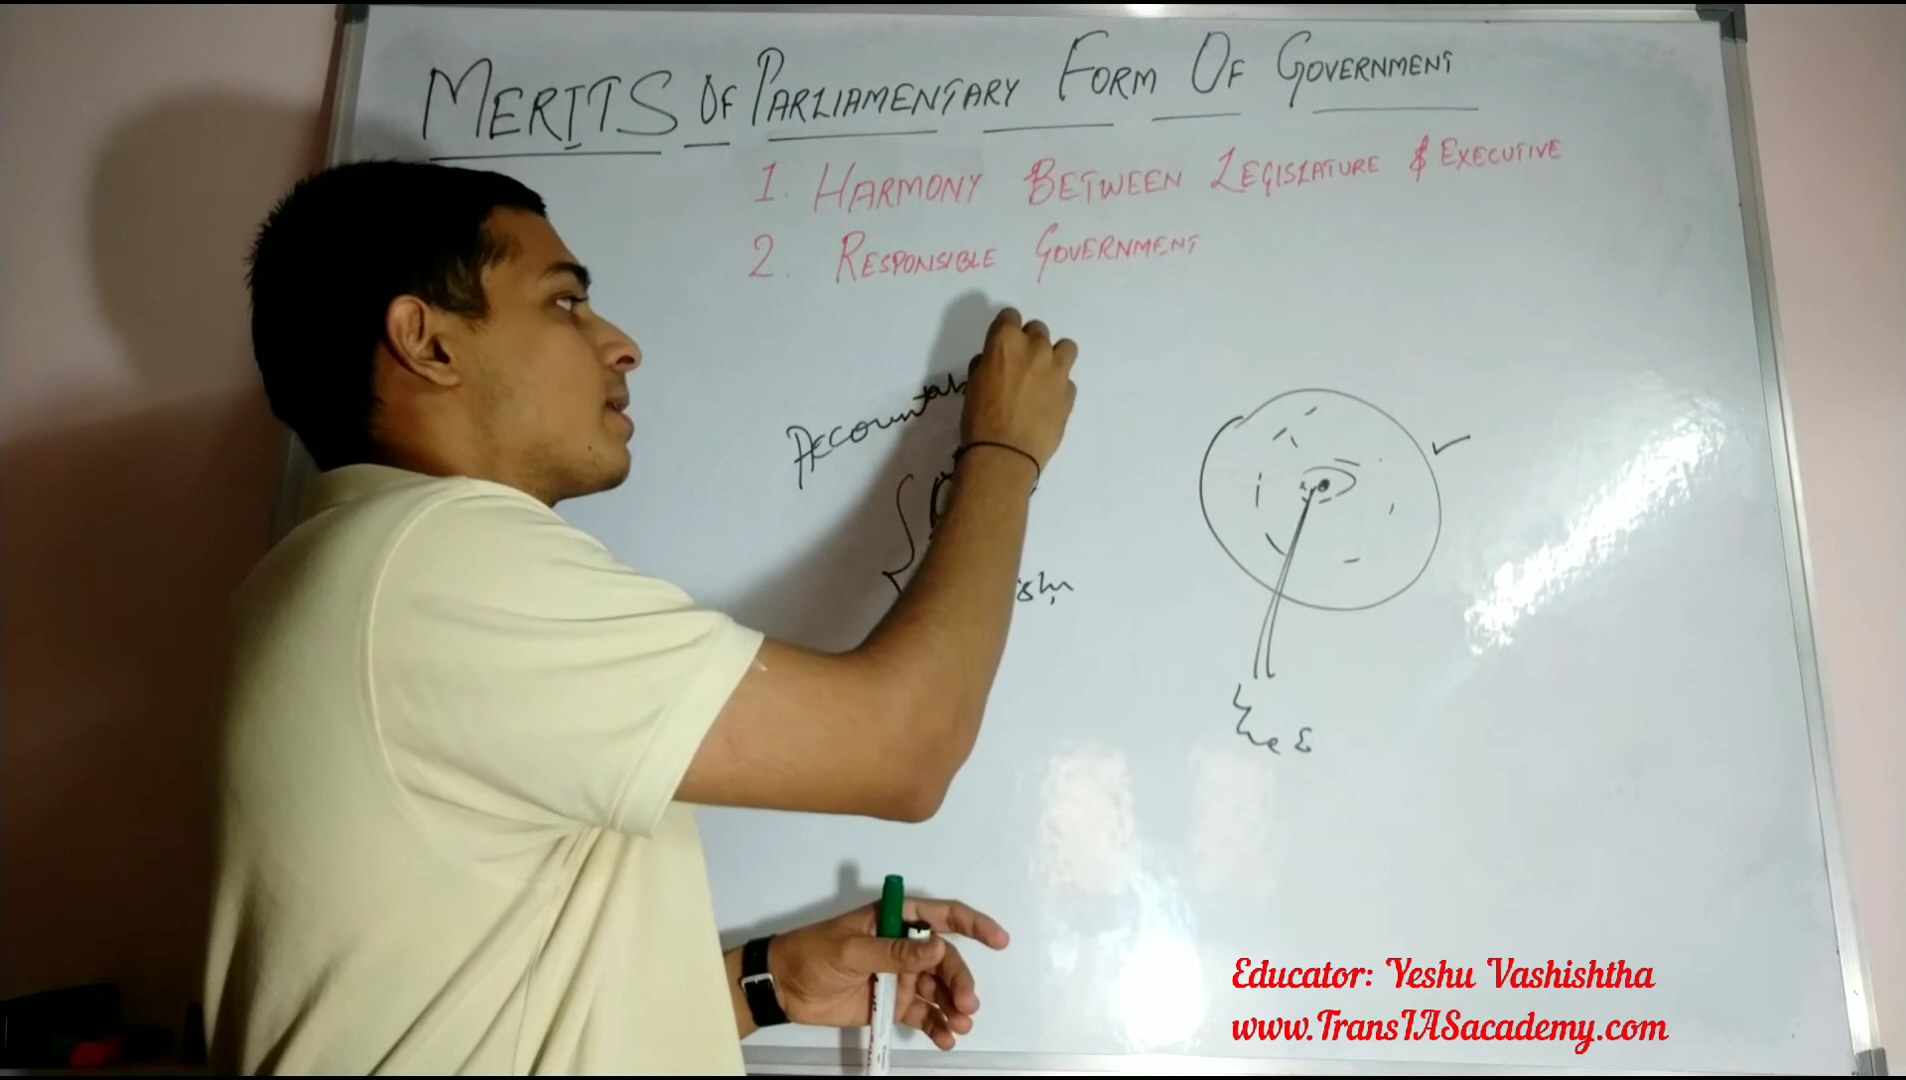 MERITS OF PARLIAMENTARY FORM OF GOVERNMENT
1. HARMONY BETWEEN LEGISLATURE & EXECUTIVE
2. RESPONSIBLE GOVERNMENT
Accountab
Educator: Yeshu Vashishtha
www.TransIASacademy.com